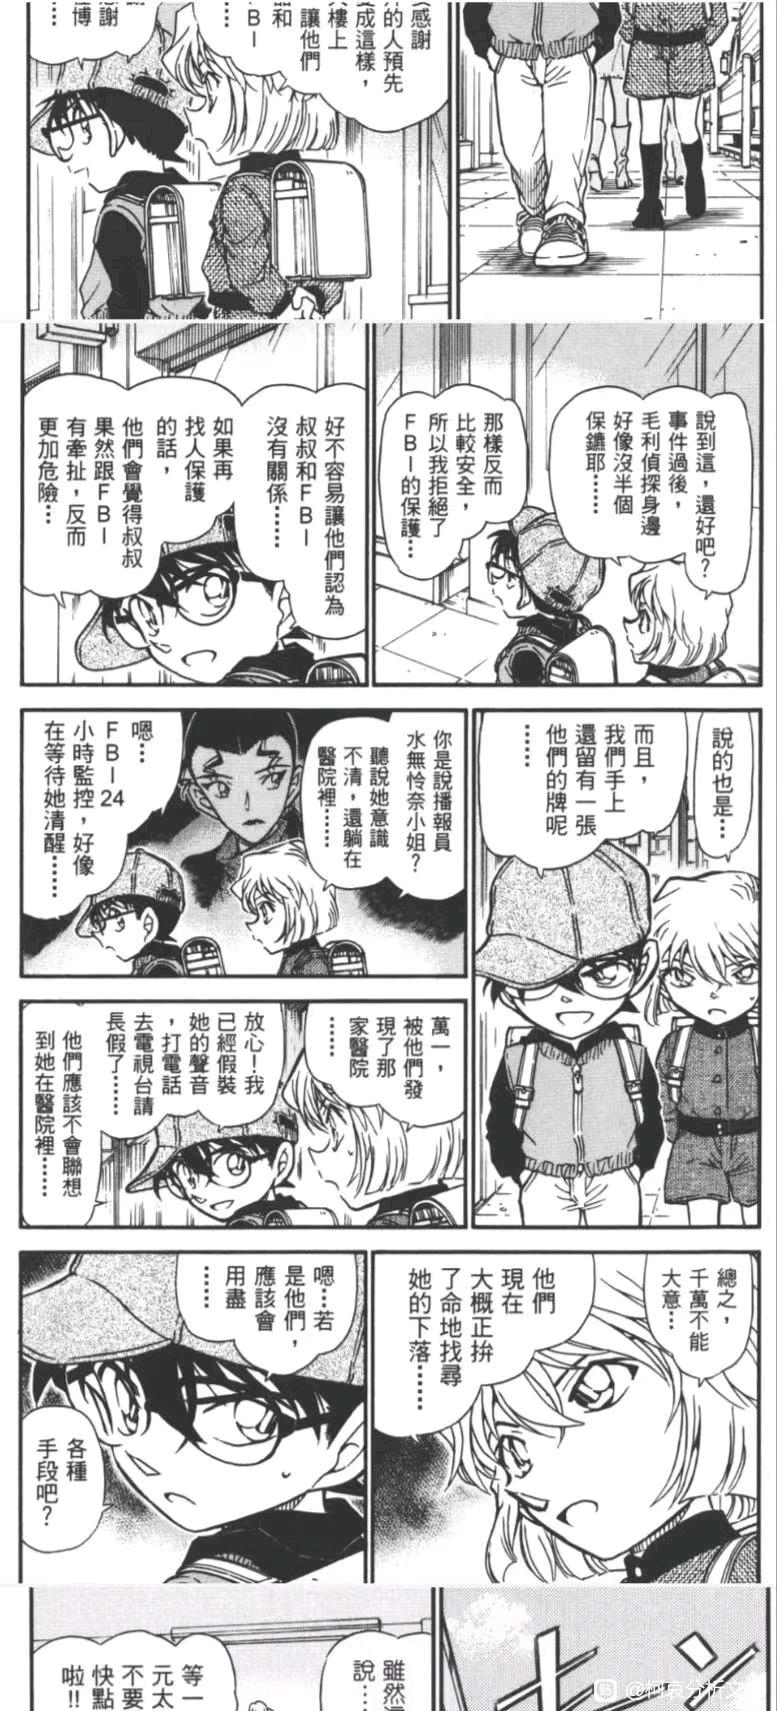 感謝
的人預先
成這樣，
樓上
讓他們
和
BI
…
感謝
博
說到這，還好吧？
事件過後，
毛利偵探身邊
好像沒半個
保鑣耶……
那樣反而
比較安全，
所以我拒絕了
FBI的保護…
好不容易讓他們認為
叔叔和FBI
沒有關係……
如果再
找人保護
的話，
他們會覺得叔叔
果然跟FBI
有牽扯，反而
更加危險…
說的也是…
而且，
我們手上
還留有一張
他們的牌呢
……
你是說播報員
水無怜奈小姐？
聽說她意識
不清，還躺在
醫院裡……
嗯…
FBI24
小時監控，好像
在等待她清醒……
萬一，
被他們發
現了那
家醫院
……
放心！我
已經假裝
她的聲音
，打電話
去電視台請
長假了……
他們應該不會聯想
到她在醫院裡……
總之，
千萬不能
大意…
他們
現在
大概正拚
了命地找尋
她的下落……
嗯…若
是他們，
應該會
用盡
……
各種
手段吧？
雖然
說…
等一
元太
不要
快點
啦!!
@柯哀分析文